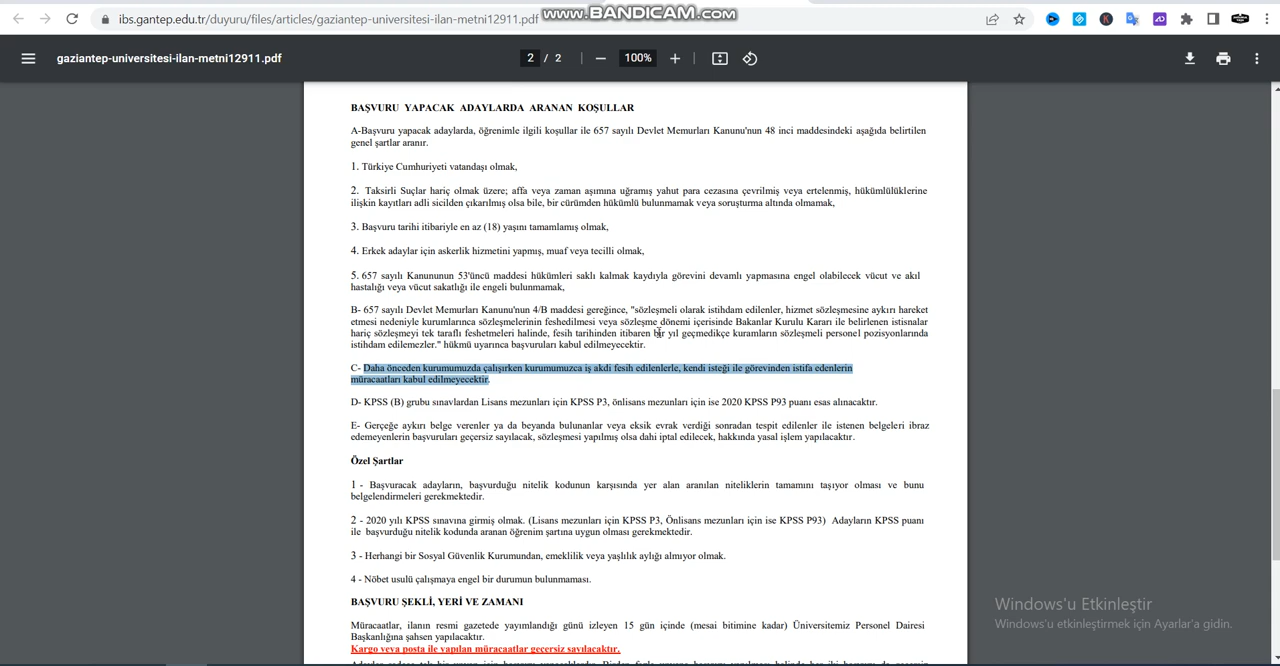 ibs.gantep.edu.tr/duyuru/files/articles/gaziantep-universitesi-ilan-metni12911.pdf
www.BANDICAM.com
gaziantep-universitesi-ilan-metni12911.pdf
2 / 2
100%
BAŞVURU YAPACAK ADAYLARDA ARANAN KOŞULLAR
A-Başvuru yapacak adaylarda, öğrenimle ilgili koşullar ile 657 sayılı Devlet Memurları Kanunu'nun 48 inci maddesindeki aşağıda belirtilen
genel şartlar aranır.
1. Türkiye Cumhuriyeti vatandaşı olmak,
2. Taksirli Suçlar hariç olmak üzere; affa veya zaman aşımına uğramış yahut para cezasına çevrilmiş veya ertelenmiş, hükümlülüklerine
ilişkin kayıtları adli sicilden çıkarılmış olsa bile, bir cürümden hükümlü bulunmamak veya soruşturma altında olmamak,
3. Başvuru tarihi itibariyle en az (18) yaşını tamamlamış olmak,
4. Erkek adaylar için askerlik hizmetini yapmış, muaf veya tecilli olmak,
5. 657 sayılı Kanununun 53'üncü maddesi hükümleri saklı kalmak kaydıyla görevini devamlı yapmasına engel olabilecek vücut ve akıl
hastalığı veya vücut sakatlığı ile engeli bulunmamak,
B- 657 sayılı Devlet Memurları Kanunu'nun 4/B maddesi gereğince, "sözleşmeli olarak istihdam edilenler, hizmet sözleşmesine aykırı hareket
etmesi nedeniyle kurumlarınca sözleşmelerinin feshedilmesi veya sözleşme dönemi içerisinde Bakanlar Kurulu Kararı ile belirlenen istisnalar
hariç sözleşmeyi tek taraflı feshetmeleri halinde, fesih tarihinden itibaren bir yıl geçmedikçe kuramların sözleşmeli personel pozisyonlarında
istihdam edilemezler." hükmü uyarınca başvuruları kabul edilmeyecektir.
C- Daha önceden kurumumuzda çalışırken kurumumuzca iş akdi fesih edilenlerle, kendi isteği ile görevinden istifa edenlerin
müracaatları kabul edilmeyecektir.
D- KPSS (B) grubu sınavlardan Lisans mezunları için KPSS P3, önlisans mezunları için ise 2020 KPSS P93 puanı esas alınacaktır.
E- Gerçeğe aykırı belge verenler ya da beyanda bulunanlar veya eksik evrak verdiği sonradan tespit edilenler ile istenen belgeleri ibraz
edemeyenlerin başvuruları geçersiz sayılacak, sözleşmesi yapılmış olsa dahi iptal edilecek, hakkında yasal işlem yapılacaktır.
Özel Şartlar
1 - Başvuracak adayların, başvurduğu nitelik kodunun karşısında yer alan aranılan niteliklerin tamamını taşıyor olması ve bunu
belgelendirmeleri gerekmektedir.
2 - 2020 yılı KPSS sınavına girmiş olmak. (Lisans mezunları için KPSS P3, Önlisans mezunları için ise KPSS P93) Adayların KPSS puanı
ile başvurduğu nitelik kodunda aranan öğrenim şartına uygun olması gerekmektedir.
3 - Herhangi bir Sosyal Güvenlik Kurumundan, emeklilik veya yaşlılık aylığı almıyor olmak.
4 - Nöbet usulü çalışmaya engel bir durumun bulunmaması.
BAŞVURU ŞEKLİ, YERİ VE ZAMANI
Müracaatlar, ilanın resmi gazetede yayımlandığı günü izleyen 15 gün içinde (mesai bitimine kadar) Üniversitemiz Personel Dairesi
Başkanlığına şahsen yapılacaktır.
Kargo veya posta ile yapılan müracaatlar geçersiz sayılacaktır.
Windows'u Etkinleştir
Windows'u etkinleştirmek için Ayarlar'a gidin.